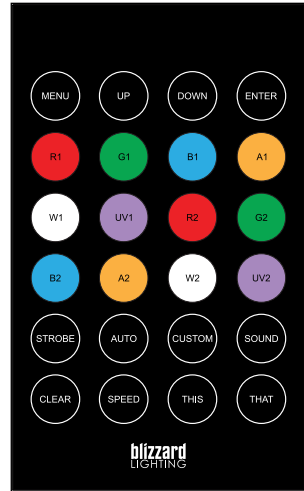 MENU UP DOWN ENTER
R1 G1 B1 A1
W1 UV1 R2 G2
B2 A2 W2 UV2
STROBE AUTO CUSTOM SOUND
CLEAR SPEED THIS THAT
blizzard
LIGHTING